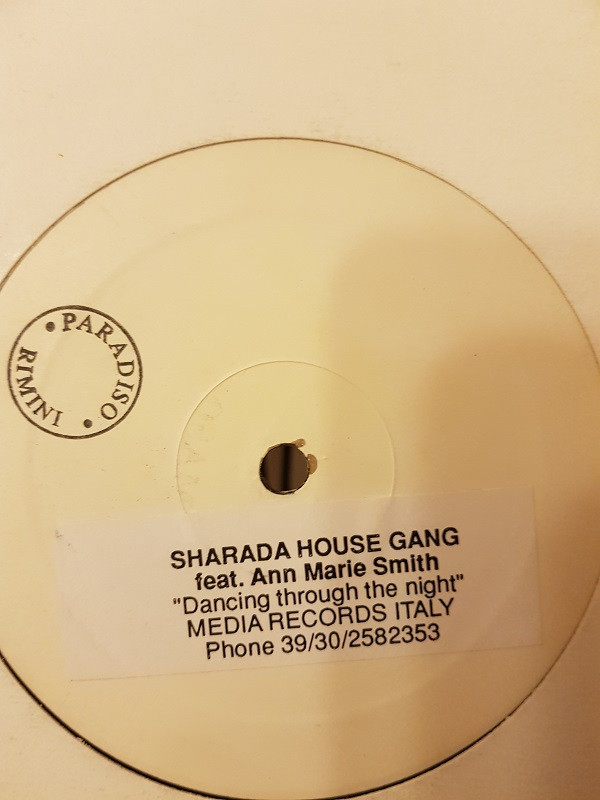 • PARADISO •
RIMINI
SHARADA HOUSE GANG
feat. Ann Marie Smith
"Dancing through the night"
MEDIA RECORDS ITALY
Phone 39/30/2582353